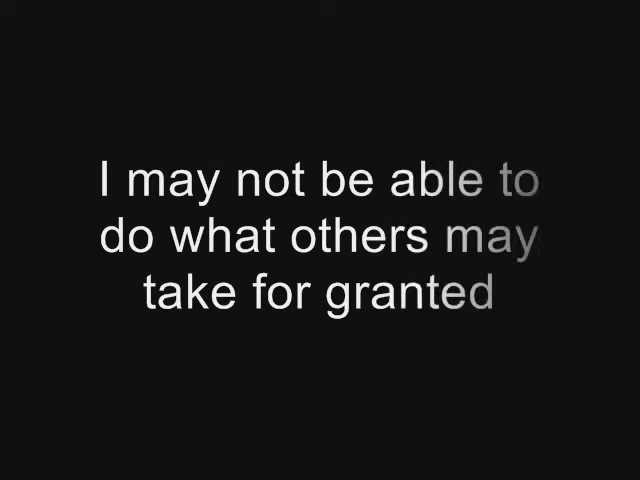 I may not be able to
do what others may
take for granted